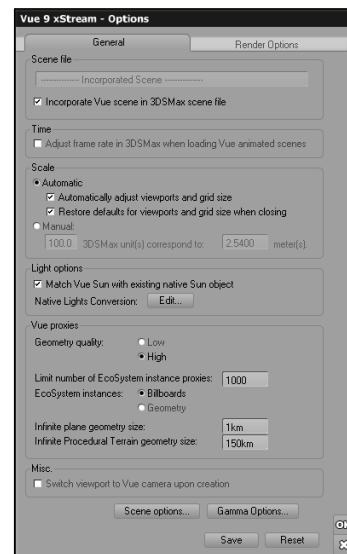 Vue 9 xStream - Options
General
Render Options
Scene file
------------- Incorporated Scene -------------
Incorporate Vue scene in 3DSMax scene file
Time
Adjust frame rate in 3DSMax when loading Vue animated scenes
Scale
Automatic
Automatically adjust viewports and grid size
Restore defaults for viewports and grid size when closing
Manual:
100.0 3DSMax unit(s) correspond to: 2.5400 meter(s).
Light options
Match Vue Sun with existing native Sun object
Native Lights Conversion: Edit...
Vue proxies
Geometry quality: Low
High
Limit number of EcoSystem instance proxies: 1000
EcoSystem instances: Billboards
Geometry
Infinite plane geometry size: 1km
Infinite Procedural Terrain geometry size: 150km
Misc.
Switch viewport to Vue camera upon creation
Scene options... Gamma Options...
Save Reset